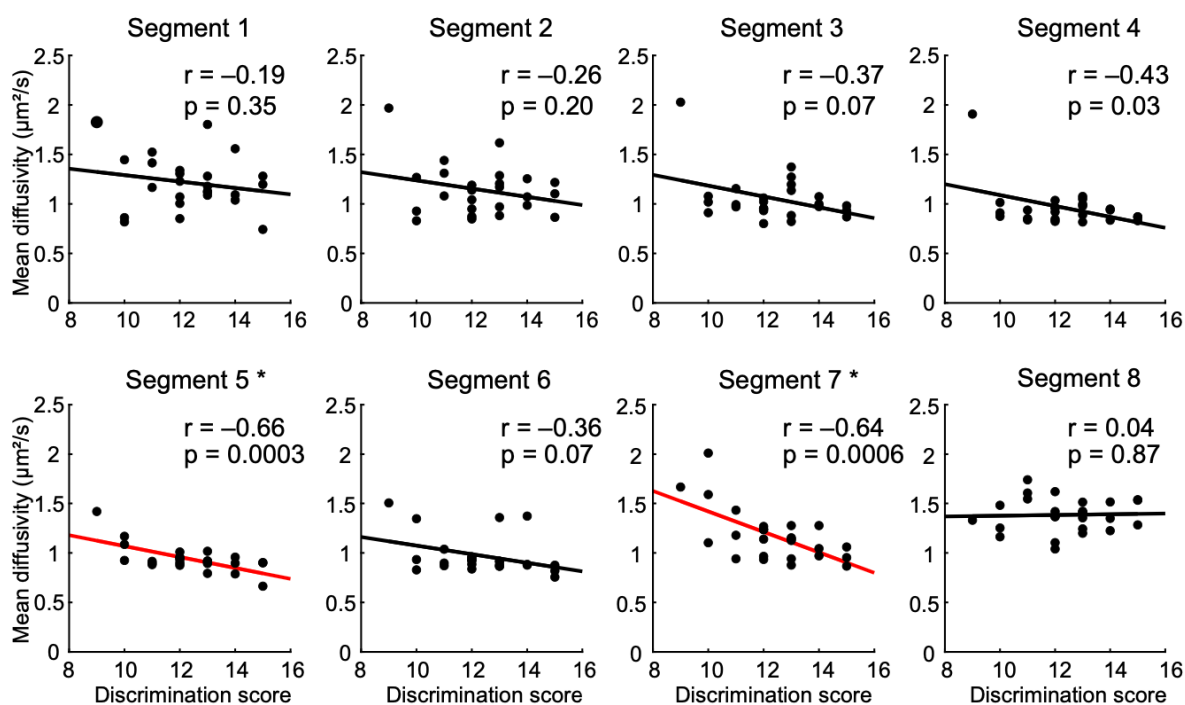 Segment 1
Segment 2
Segment 3
Segment 4
Mean diffusivity (µm²/s)
2.5
2
1.5
1
0.5
0
r = –0.19
p = 0.35
8 10 12 14 16
2.5
2
1.5
1
0.5
0
r = –0.26
p = 0.20
8 10 12 14 16
2.5
2
1.5
1
0.5
0
r = –0.37
p = 0.07
8 10 12 14 16
2.5
2
1.5
1
0.5
0
r = –0.43
p = 0.03
8 10 12 14 16
Segment 5 *
Segment 6
Segment 7 *
Segment 8
Mean diffusivity (µm²/s)
2.5
2
1.5
1
0.5
0
r = –0.66
p = 0.0003
8 10 12 14 16
Discrimination score
2.5
2
1.5
1
0.5
0
r = –0.36
p = 0.07
8 10 12 14 16
Discrimination score
2.5
2
1.5
1
0.5
0
r = –0.64
p = 0.0006
8 10 12 14 16
Discrimination score
2.5
2
1.5
1
0.5
0
r = 0.04
p = 0.87
8 10 12 14 16
Discrimination score